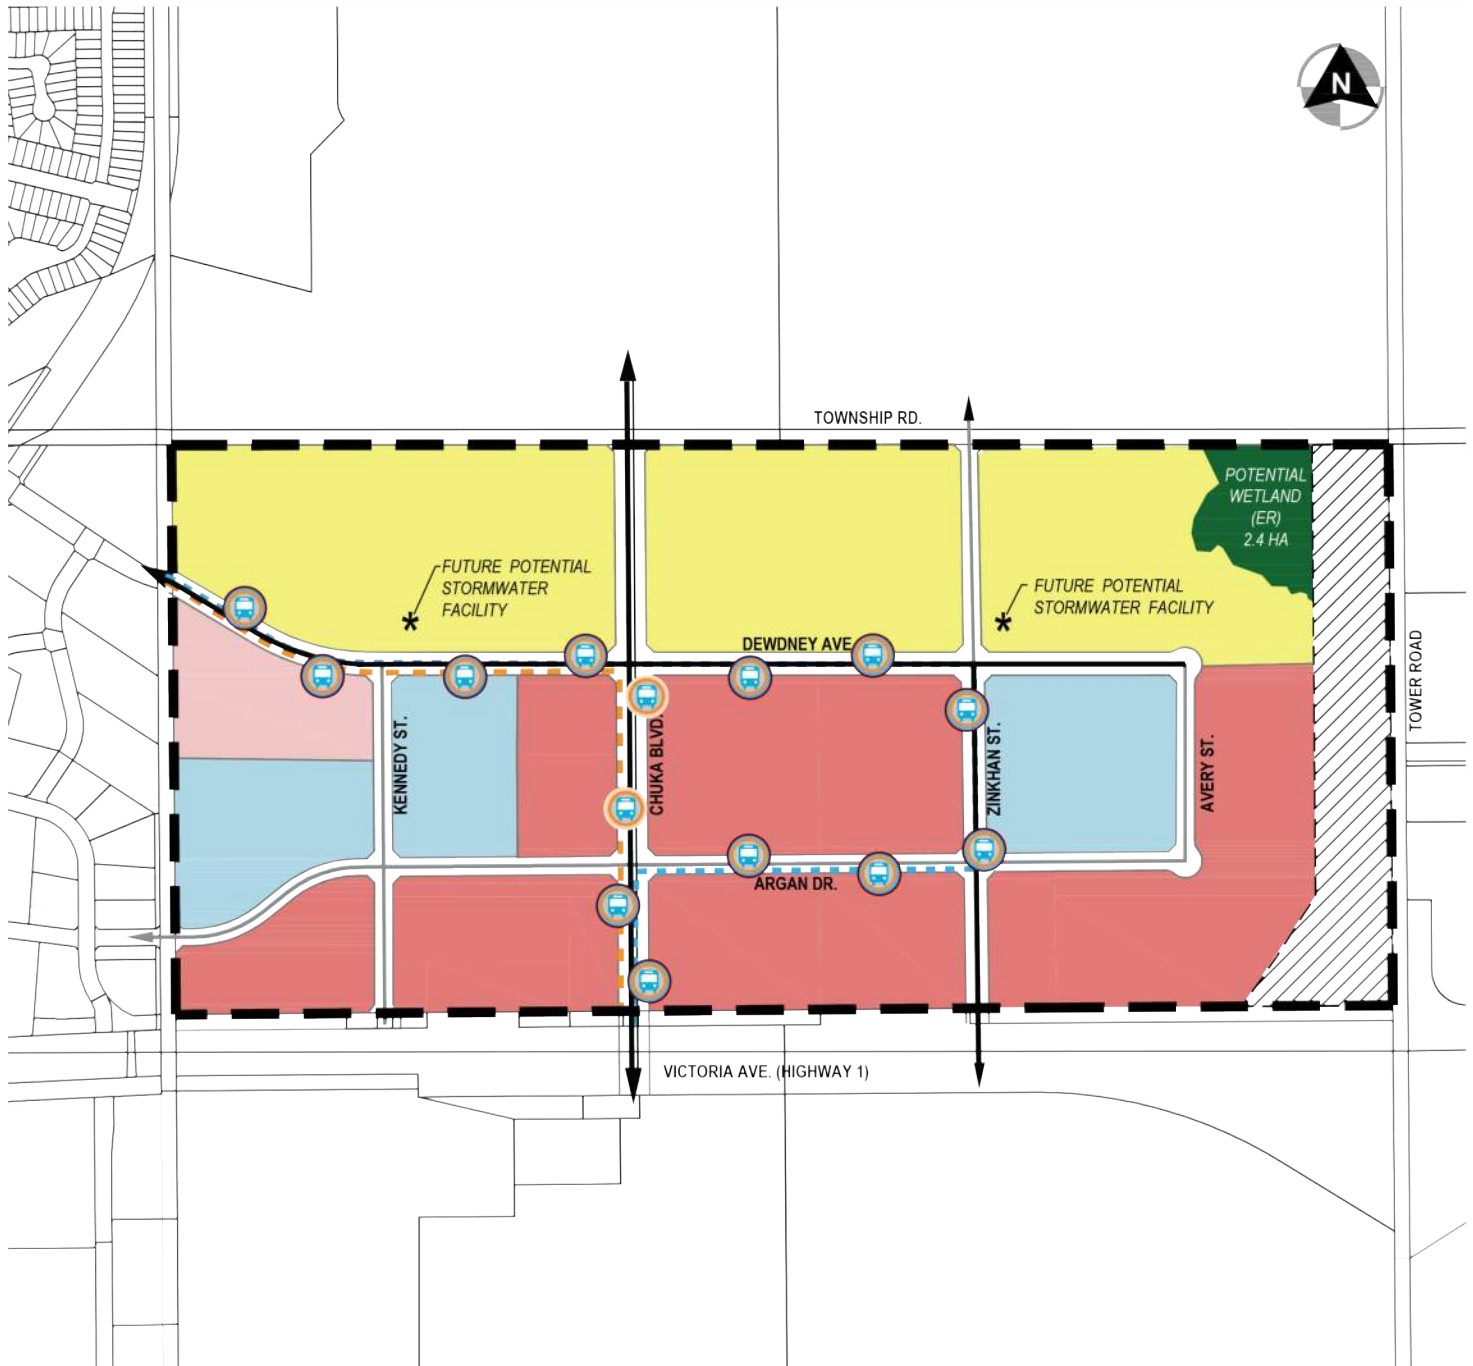 N
TOWNSHIP RD.
POTENTIAL
WETLAND
(ER)
2.4 HA
FUTURE POTENTIAL
STORMWATER
FACILITY
*
FUTURE POTENTIAL
STORMWATER FACILITY
*
DEWDNEY AVE
TOWER ROAD
KENNEDY ST.
CHUKA BLVD.
ZINKHAN ST.
AVERY ST.
ARGAN DR.
VICTORIA AVE. (HIGHWAY 1)